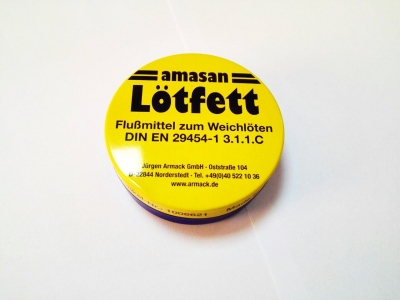 amasan
Lötfett
Flußmittel zum Weichlöten
DIN EN 29454-1 3.1.1.C
Jürgen Armack GmbH · Oststraße 104
D-22844 Norderstedt · Tel. +49(0)40 522 10 36
www.armack.de
1000621